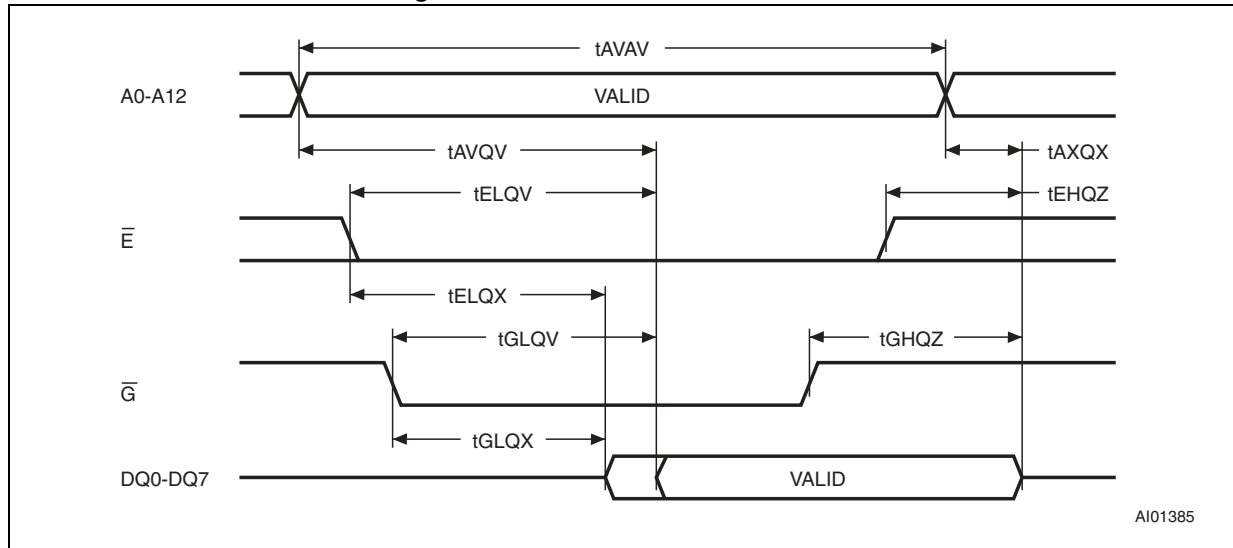 tAVAV
A0-A12
VALID
tAVQV
tAXQX
tELQV
tEHQZ
E̅
tELQX
tGLQV
tGHQZ
G̅
tGLQX
DQ0-DQ7
VALID
AI01385